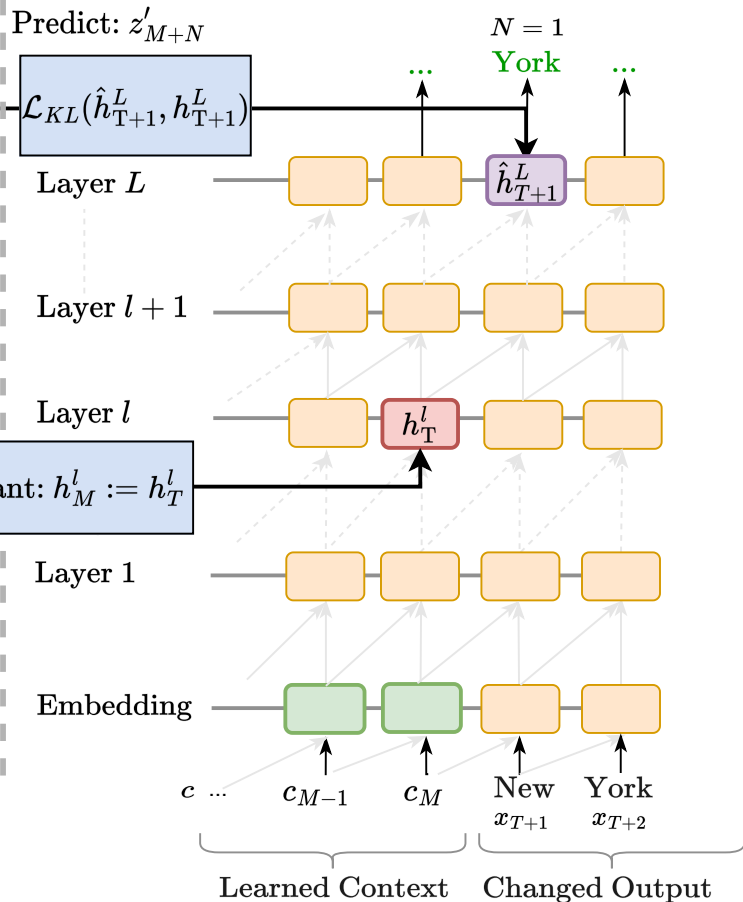 Predict: z′_{M+N}
N = 1
... York ...
ℒ_{KL}(ĥ^L_{T+1}, h^L_{T+1})
Layer L
ĥ^L_{T+1}
Layer l + 1
Layer l
h^l_T
ant: h^l_M := h^l_T
Layer 1
Embedding
c ... c_{M−1} c_M New York
x_{T+1} x_{T+2}
Learned Context Changed Output